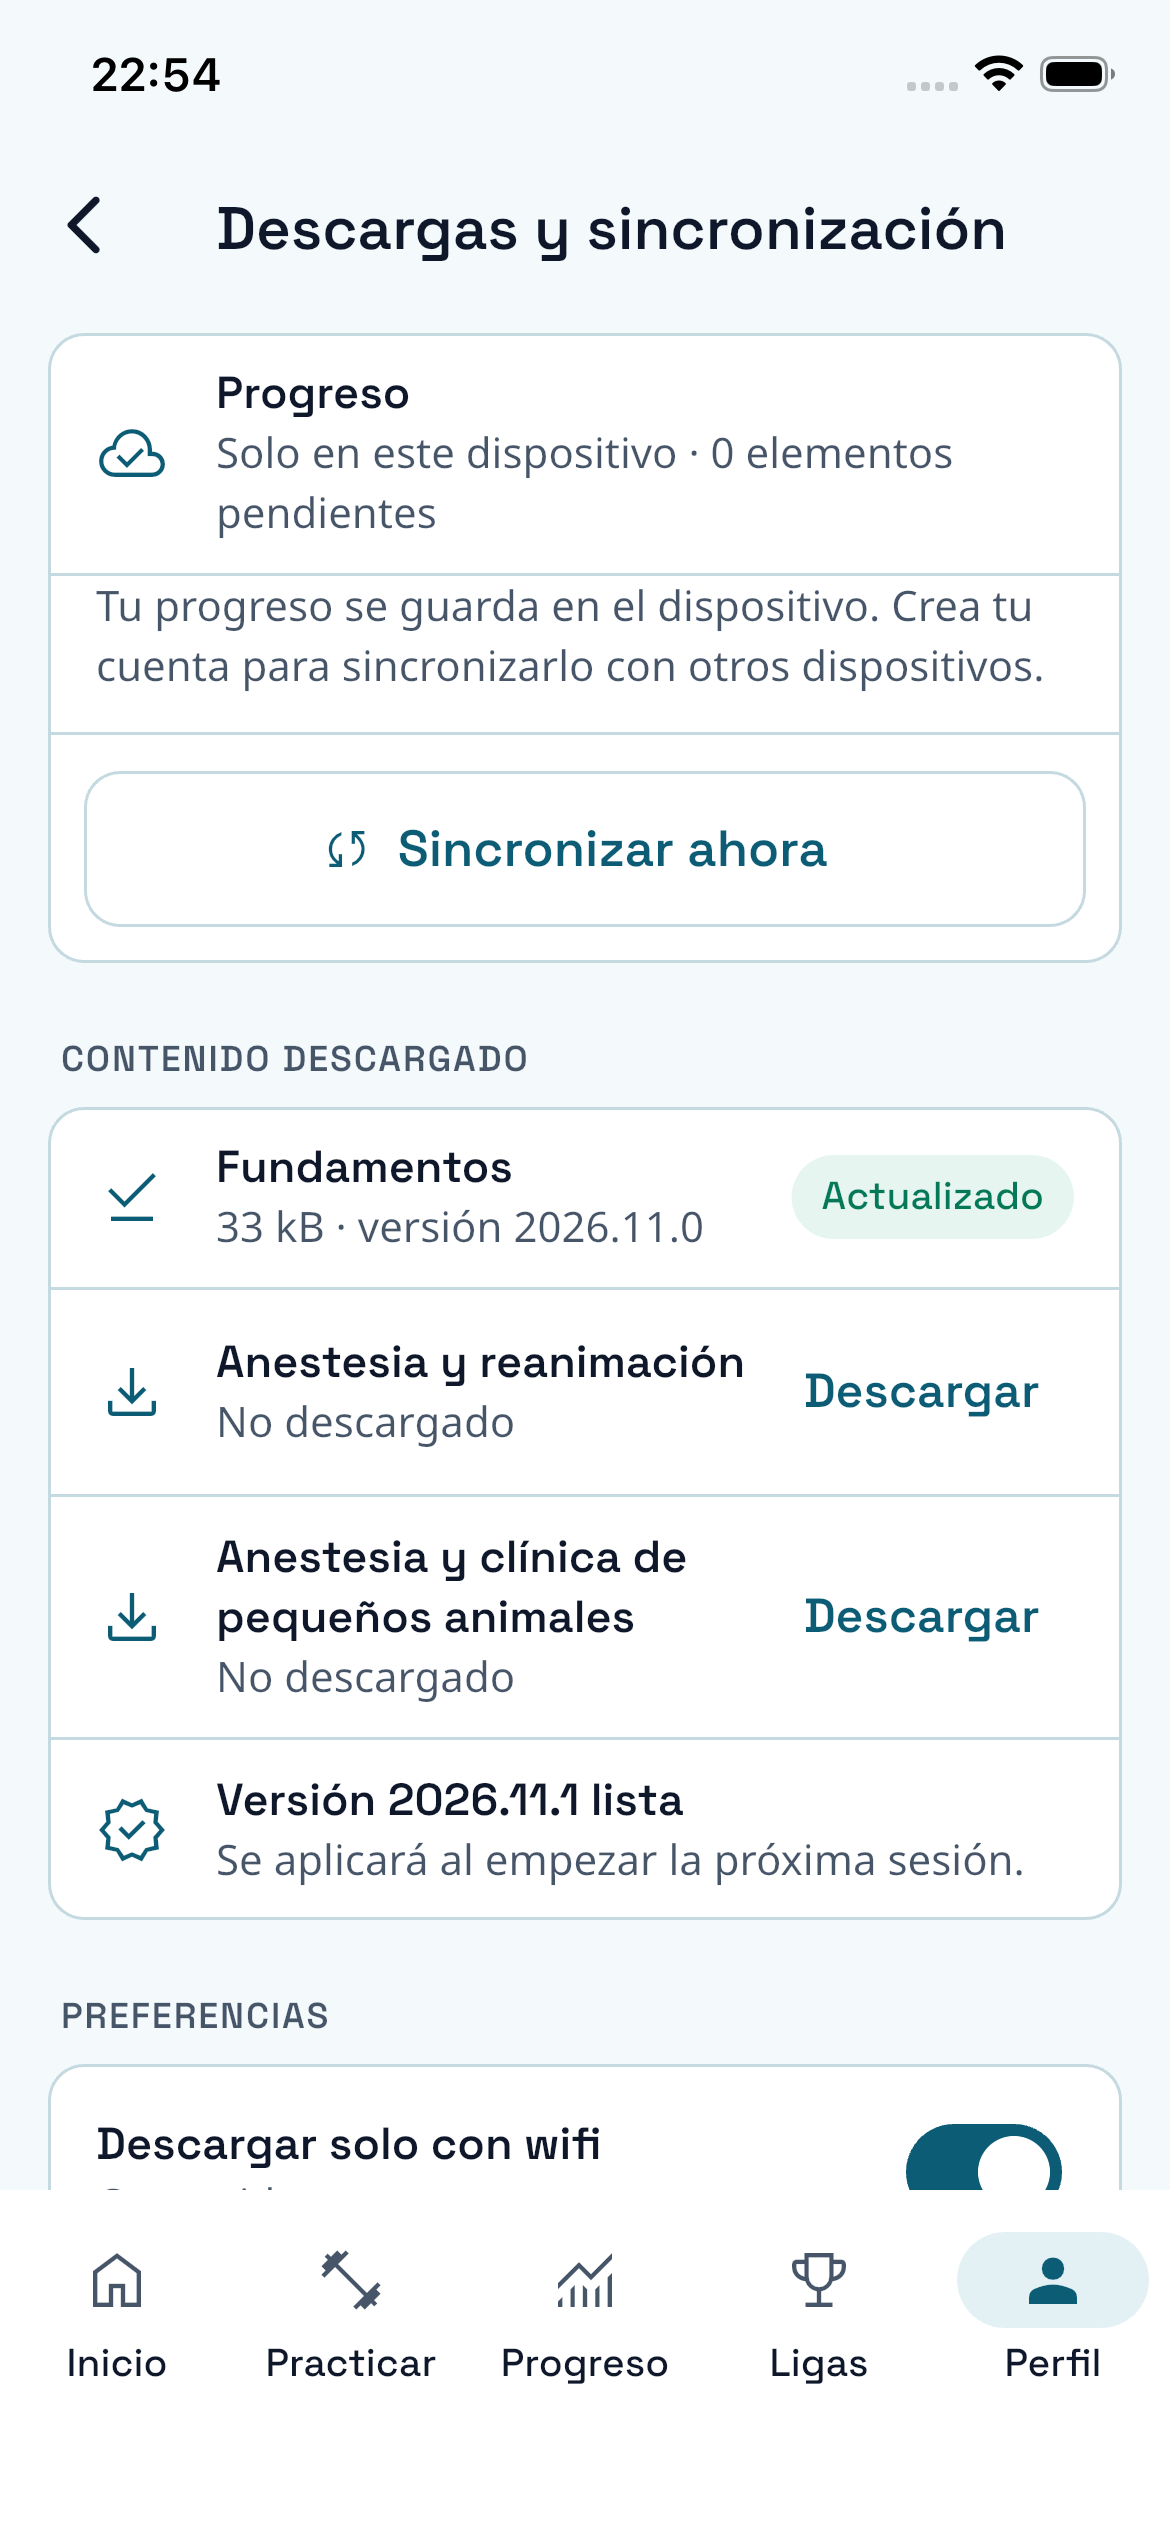 22:54
Descargas y sincronización
Progreso
Solo en este dispositivo · 0 elementos
pendientes
Tu progreso se guarda en el dispositivo. Crea tu
cuenta para sincronizarlo con otros dispositivos.
Sincronizar ahora
CONTENIDO DESCARGADO
Fundamentos
33 kB · versión 2026.11.0
Actualizado
Anestesia y reanimación
No descargado
Descargar
Anestesia y clínica de
pequeños animales
No descargado
Descargar
Versión 2026.11.1 lista
Se aplicará al empezar la próxima sesión.
PREFERENCIAS
Descargar solo con wifi
Inicio
Practicar
Progreso
Ligas
Perfil